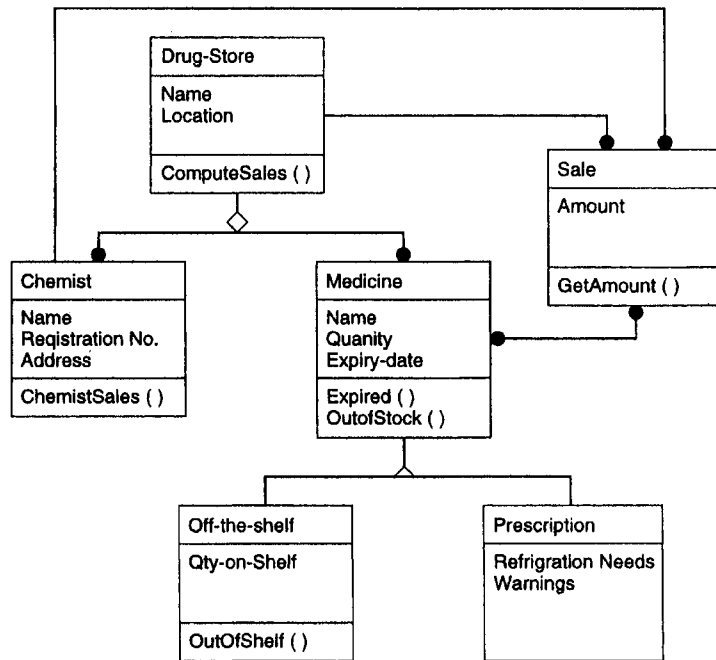 Drug-Store
Name
Location
ComputeSales ( )
Sale
Amount
GetAmount ( )
Chemist
Name
Reqistration No.
Address
ChemistSales ( )
Medicine
Name
Quanity
Expiry-date
Expired ( )
OutofStock ( )
Off-the-shelf
Qty-on-Shelf
OutOfShelf ( )
Prescription
Refrigration Needs
Warnings